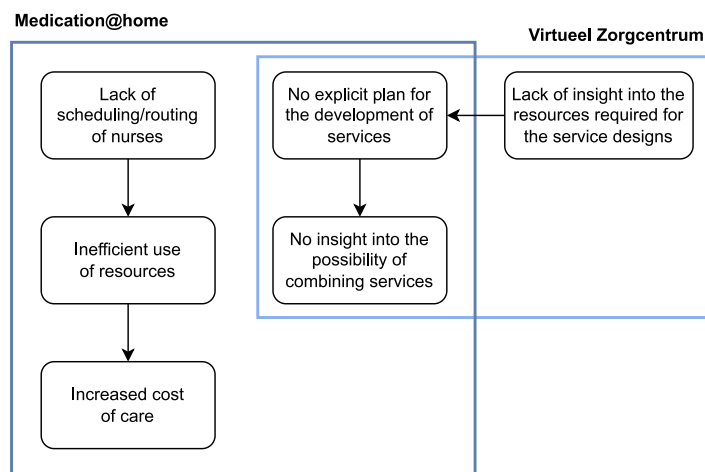 Medication@home
Virtueel Zorgcentrum
Lack of
scheduling/routing
of nurses
No explicit plan for
the development of
services
Lack of insight into the
resources required for
the service designs
Inefficient use
of resources
No insight into the
possibility of
combining services
Increased cost
of care